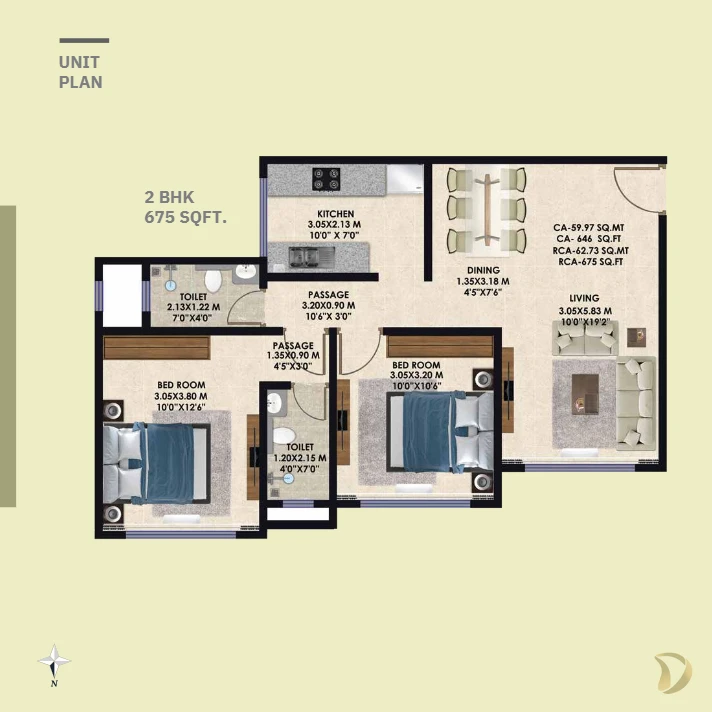 UNIT
PLAN
2 BHK
675 SQFT.
KITCHEN
3.05X2.13 M
10'0" X 7'0"
CA-59.97 SQ.MT
CA- 646 SQ.FT
RCA-62.73 SQ.MT
RCA-675 SQ.FT
DINING
1.35X3.18 M
4'5"X7'6"
TOILET
2.13X1.22 M
7'0"X4'0"
PASSAGE
3.20X0.90 M
10'6"X 3'0"
LIVING
3.05X5.83 M
10'0"X19'2"
PASSAGE
1.35X0.90 M
4'5"X3'0"
BED ROOM
3.05X3.80 M
10'0"X12'6"
BED ROOM
3.05X3.20 M
10'0"X10'6"
TOILET
1.20X2.15 M
4'0"X7'0"
N